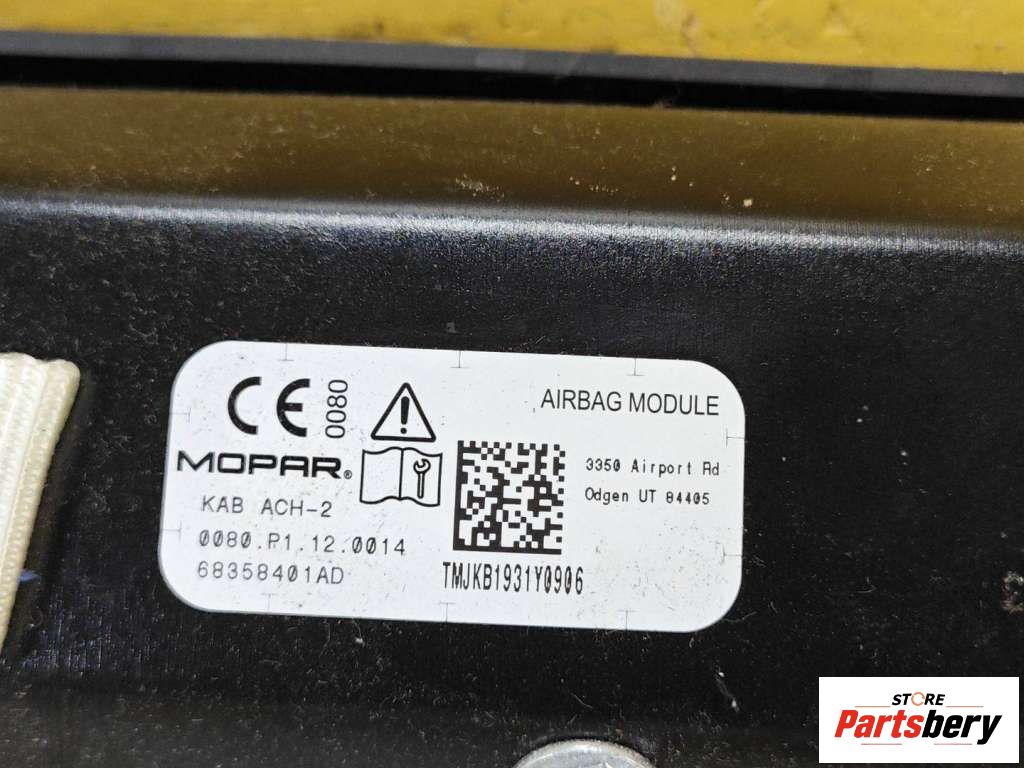 CE 0080
AIRBAG MODULE
MOPAR®
3350 Airport Rd
Odgen UT 84405
KAB ACH-2
0080.P1.12.0014
68358401AD
TMJKB1931Y0906
STORE
Partsbery